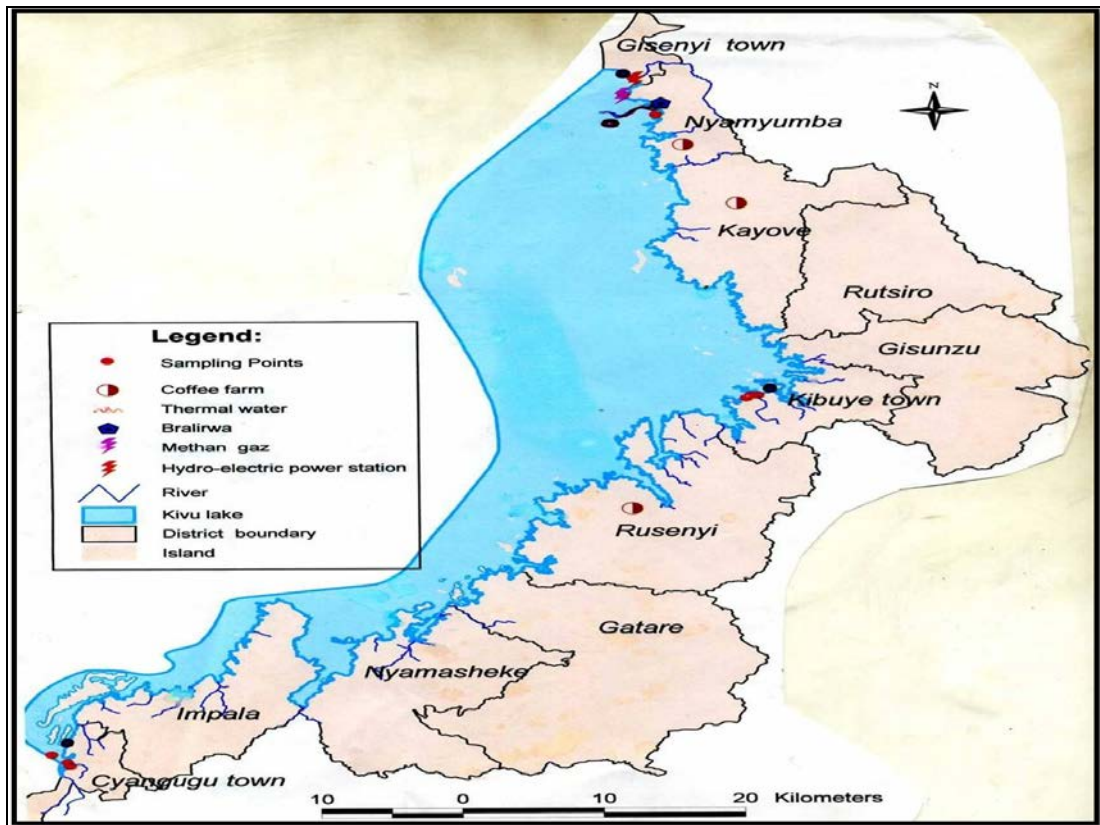 Gisenyi town
N
Nyamyumba
Kayove
Rutsiro
Gisunzu
Kibuye town
Rusenyi
Gatare
Nyamasheke
Impala
Cyangugu town
Legend:
Sampling Points
Coffee farm
Thermal water
Bralirwa
Methan gaz
Hydro-electric power station
River
Kivu lake
District boundary
Island
10 0 10 20 Kilometers